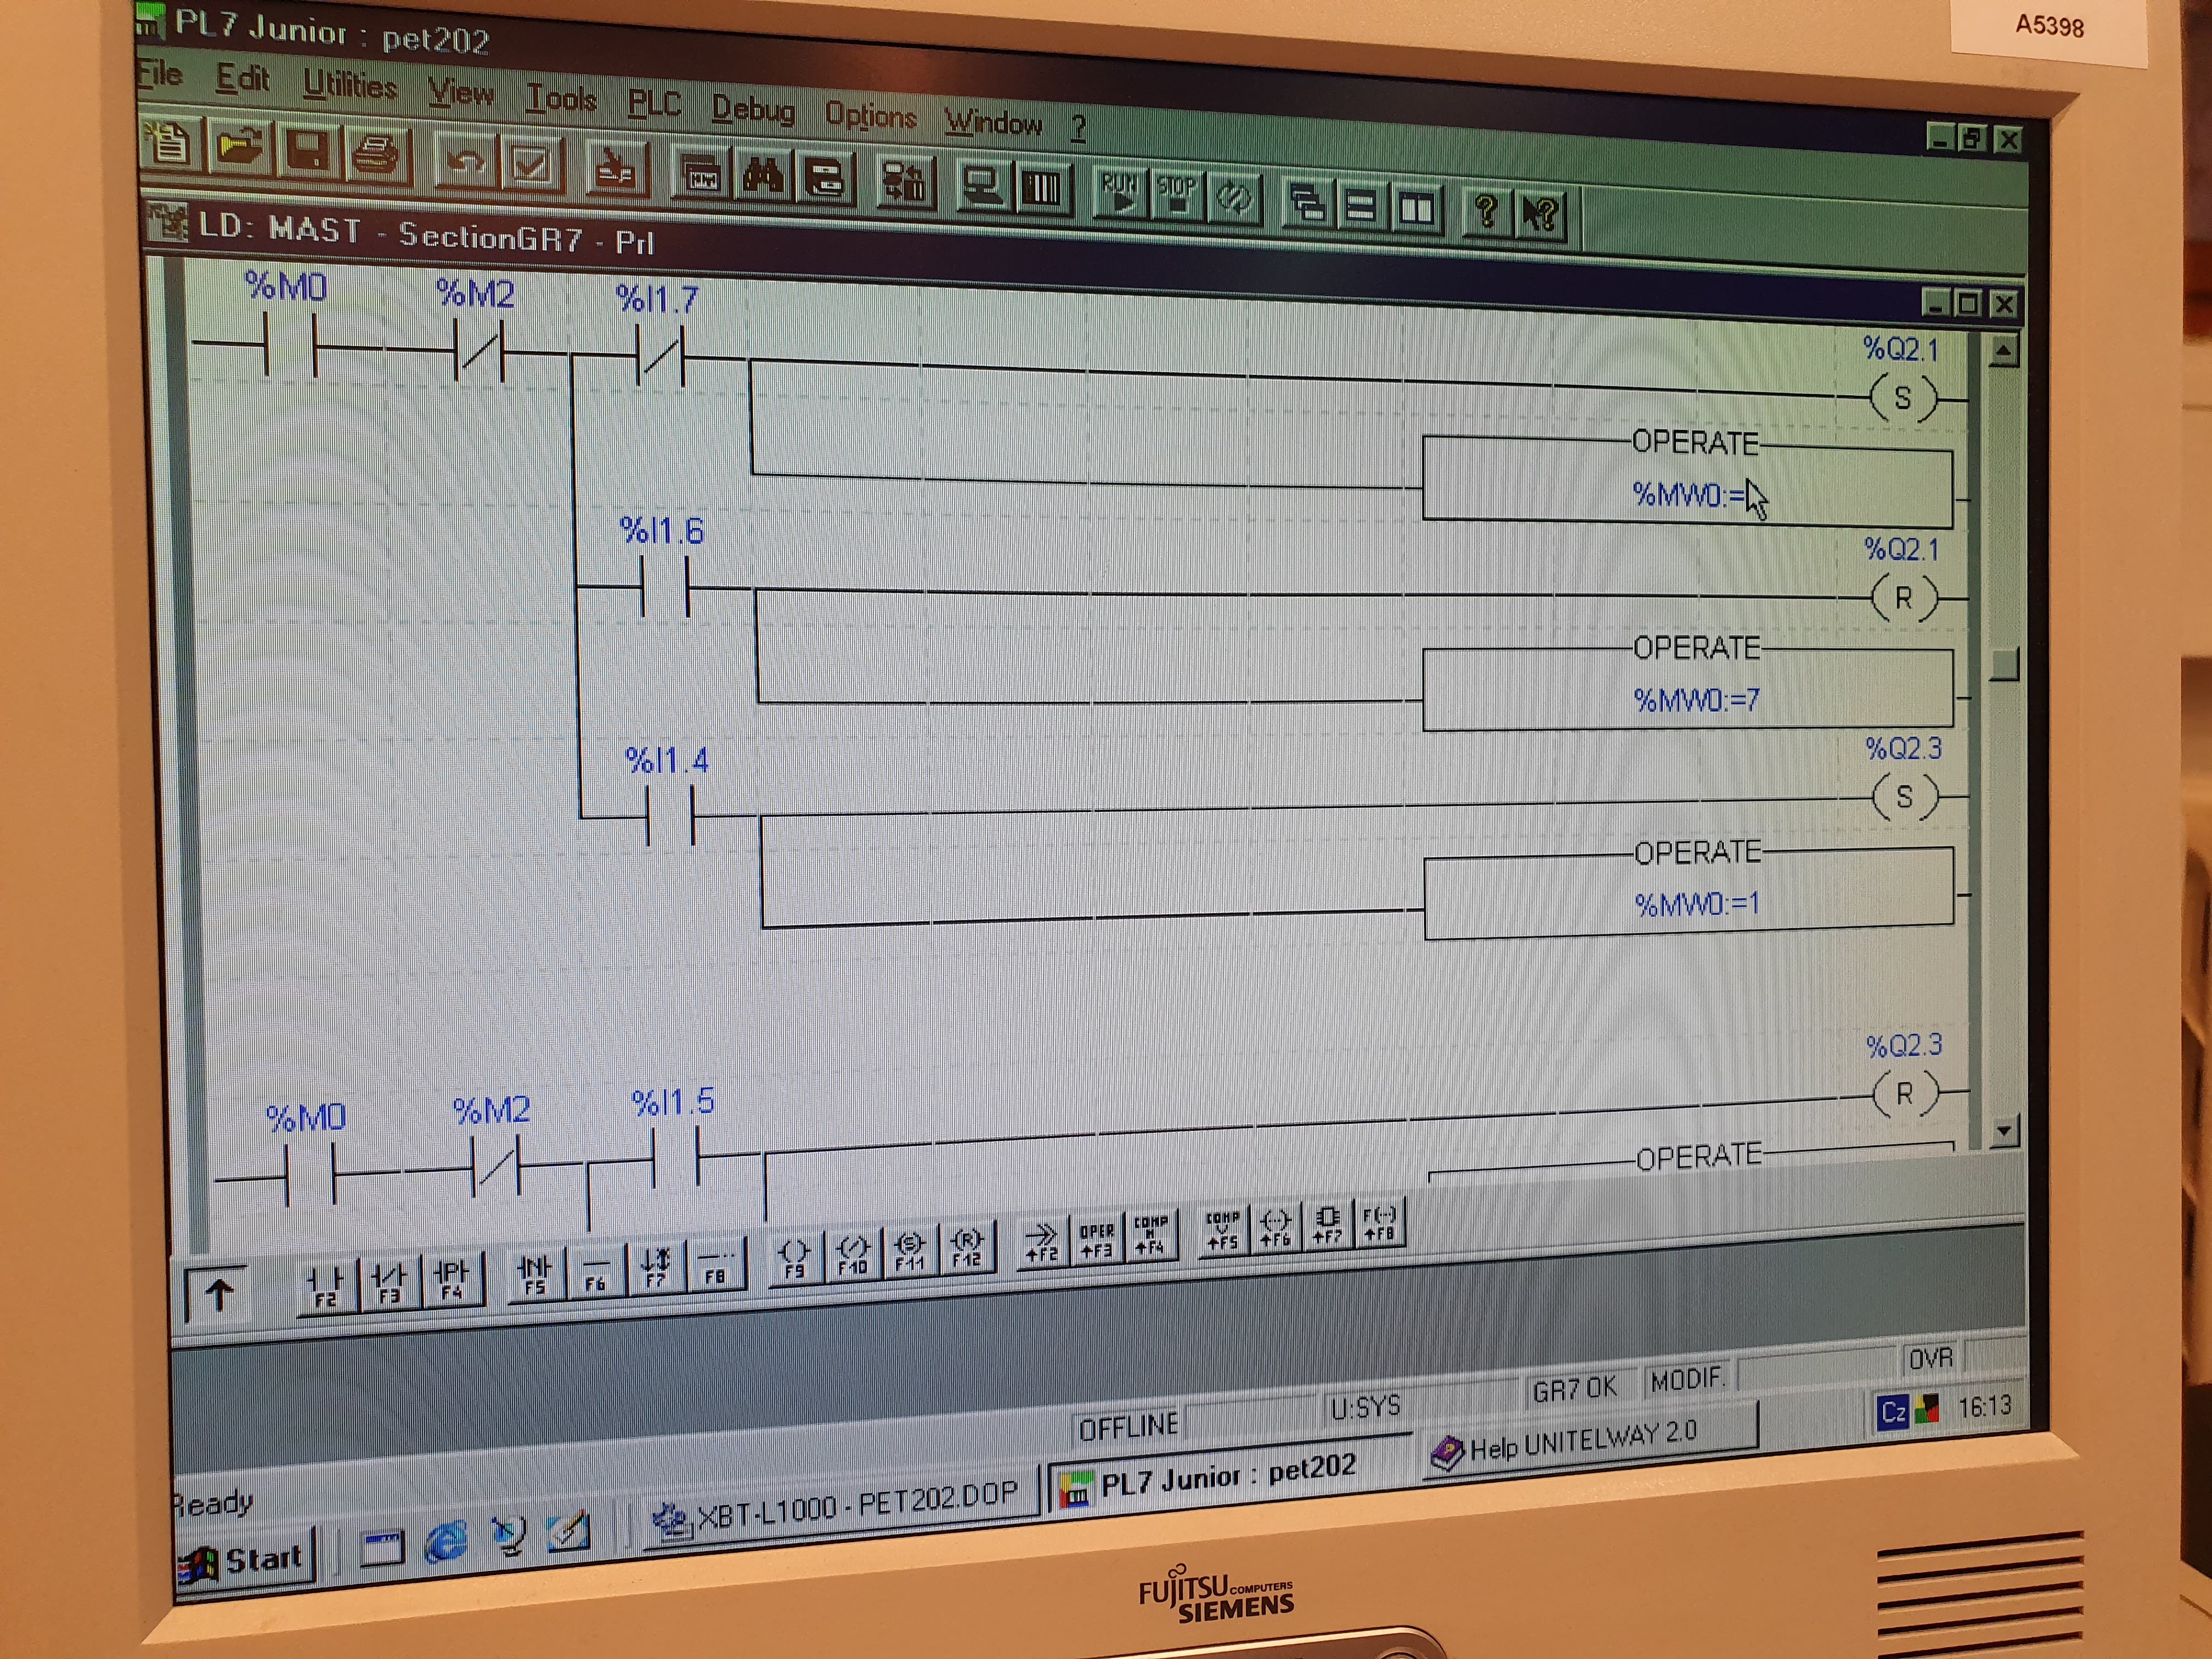 A5398
PL7 Junior : pet202
File Edit Utilities View Tools PLC Debug Options Window ?
RUN STOP
LD: MAST - SectionGR7 - Prl
%M0 %M2 %I1.7 %Q2.1
S
OPERATE
%MW0:=
%I1.6 %Q2.1
R
OPERATE
%MW0:=7
%I1.4 %Q2.3
S
OPERATE
%MW0:=1
%Q2.3
%M0 %M2 %I1.5 R
OPERATE
P N S R OPER COMP H COMP V F(··)
F2 F3 F4 F5 F6 F7 F8 F9 F10 F11 F12 F2 F3 F4 F5 F6 F7 F8
OFFLINE U:SYS GR7 OK MODIF. OVR
Ready
Start XBT-L1000 - PET202.DOP PL7 Junior : pet202 Help UNITELWAY 2.0 Cz 16:13
FUJITSU COMPUTERS
SIEMENS